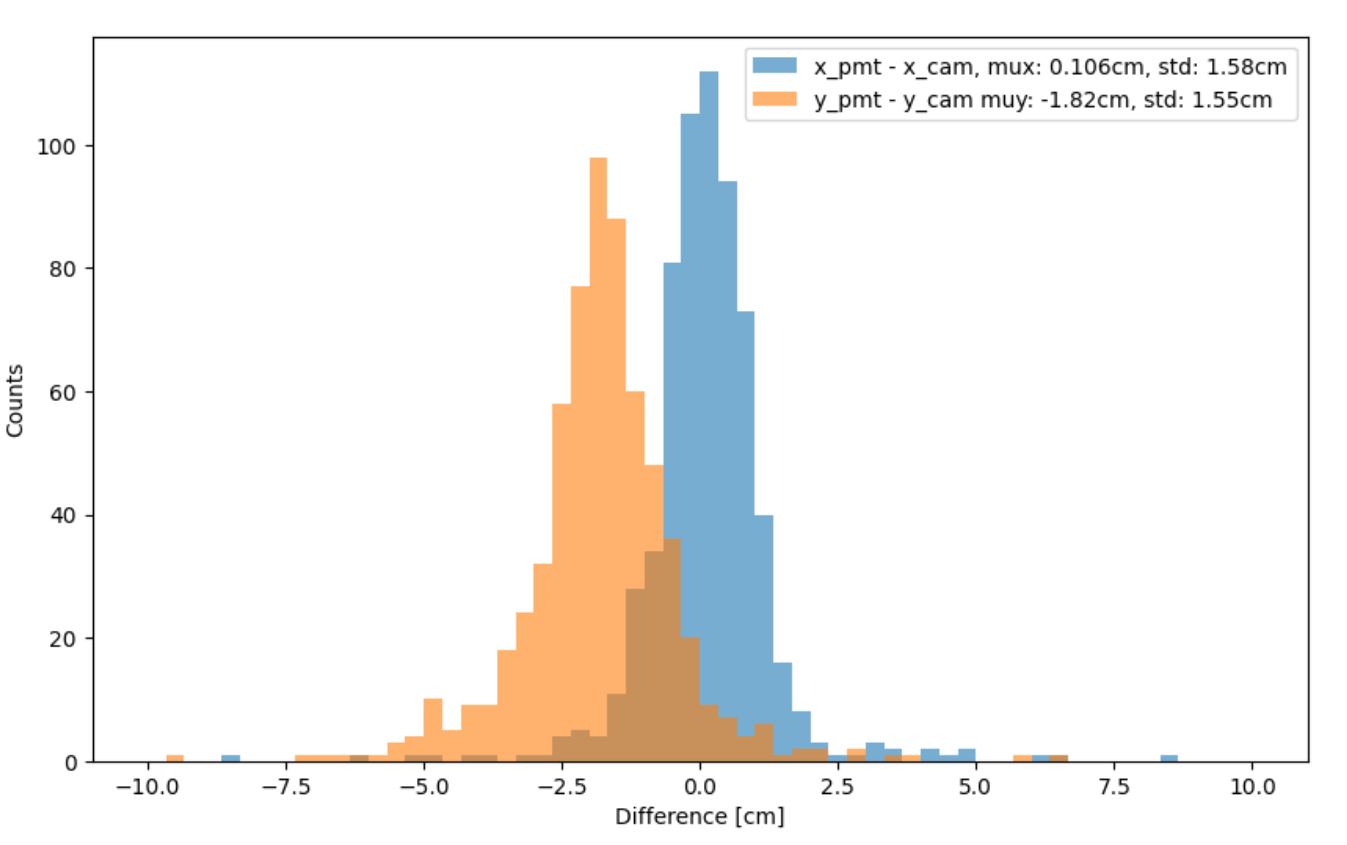 x_pmt - x_cam, mux: 0.106cm, std: 1.58cm
y_pmt - y_cam muy: -1.82cm, std: 1.55cm
100
80
60
40
20
0
Counts
−10.0 −7.5 −5.0 −2.5 0.0 2.5 5.0 7.5 10.0
Difference [cm]